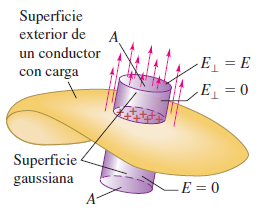 Superficie
exterior de
un conductor
con carga
A
E⊥ = E
E⊥ = 0
Superficie
gaussiana
A
E = 0